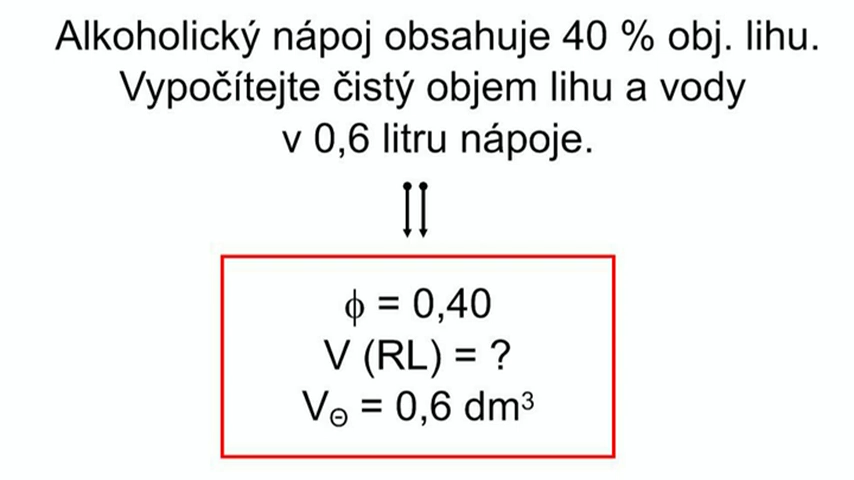 Alkoholický nápoj obsahuje 40 % obj. lihu.
Vypočítejte čistý objem lihu a vody
v 0,6 litru nápoje.
ϕ = 0,40
V (RL) = ?
V⊝ = 0,6 dm³